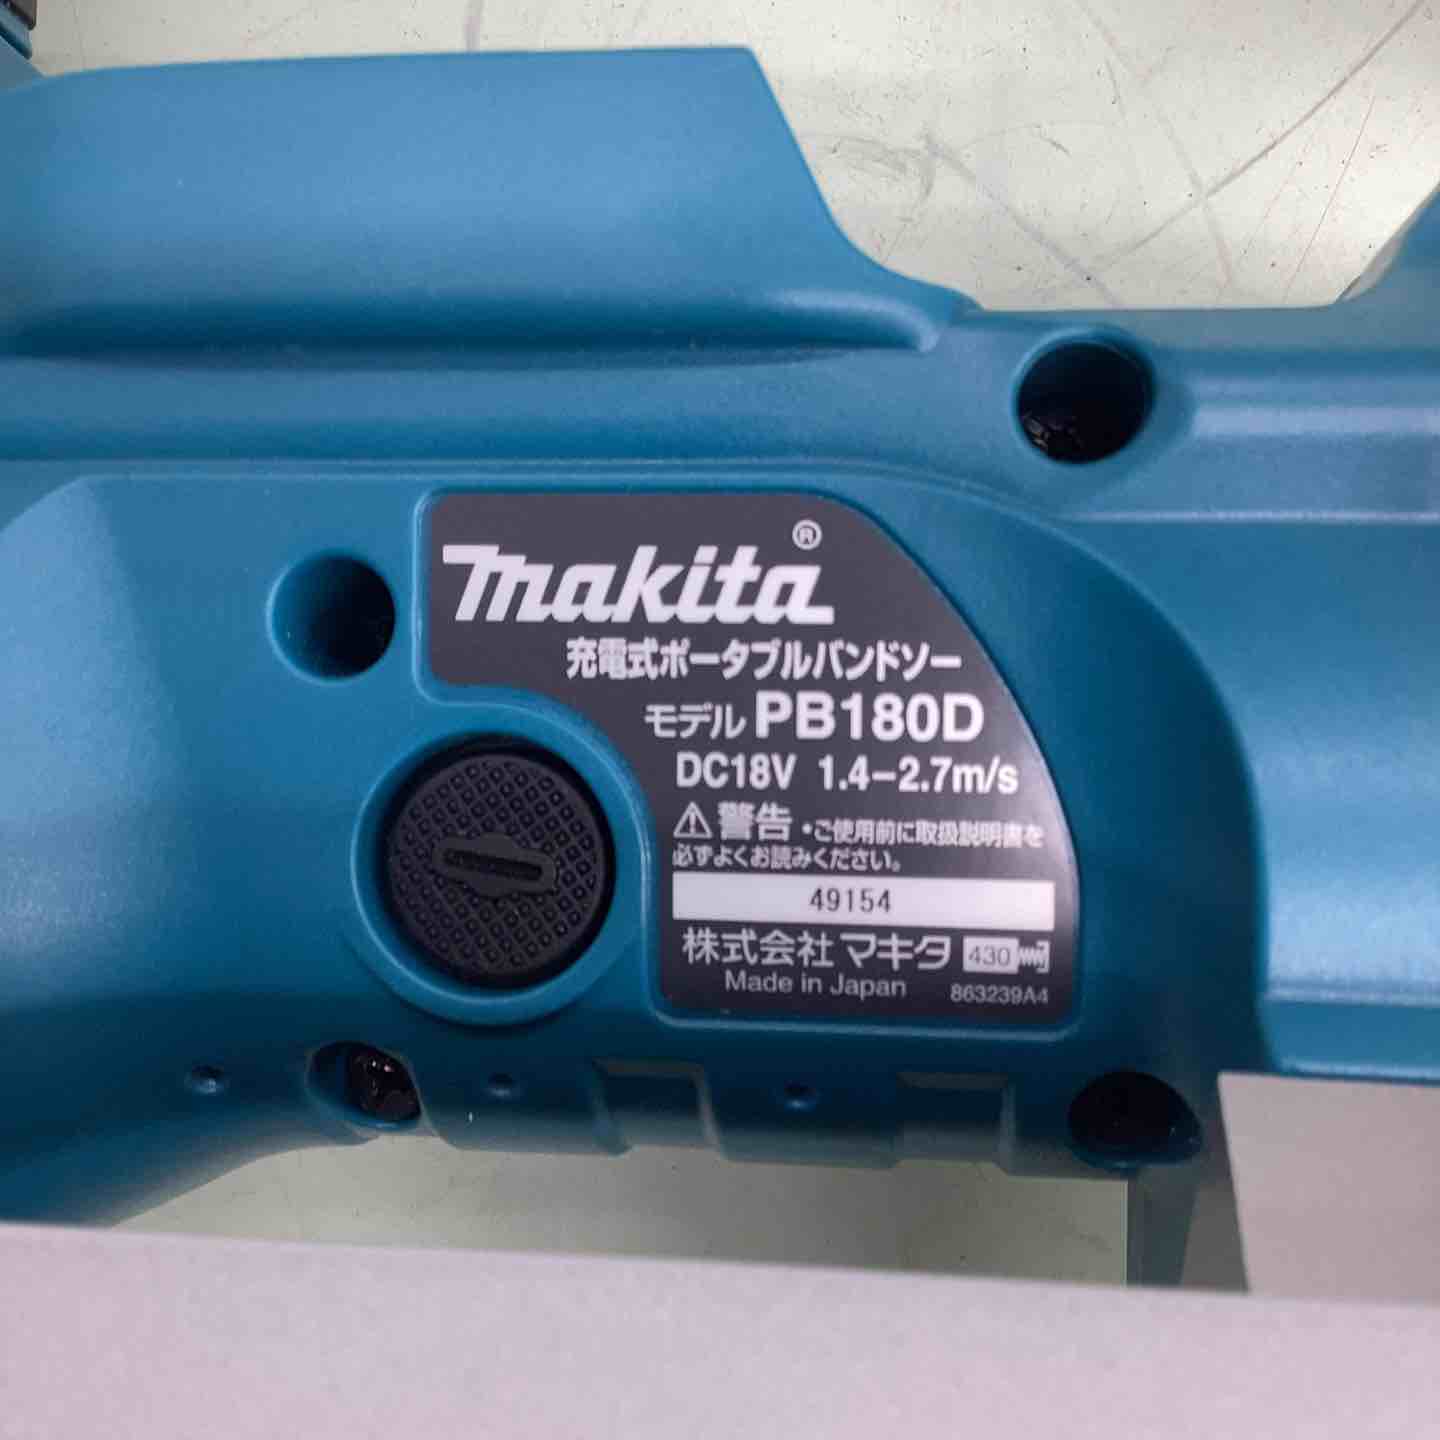 makita®
充電式ポータブルバンドソー
モデル PB180D
DC18V 1.4-2.7m/s
⚠警告 ・ご使用前に取扱説明書を
必ずよくお読みください。
49154
株式会社マキタ 430
Made in Japan 863239A4